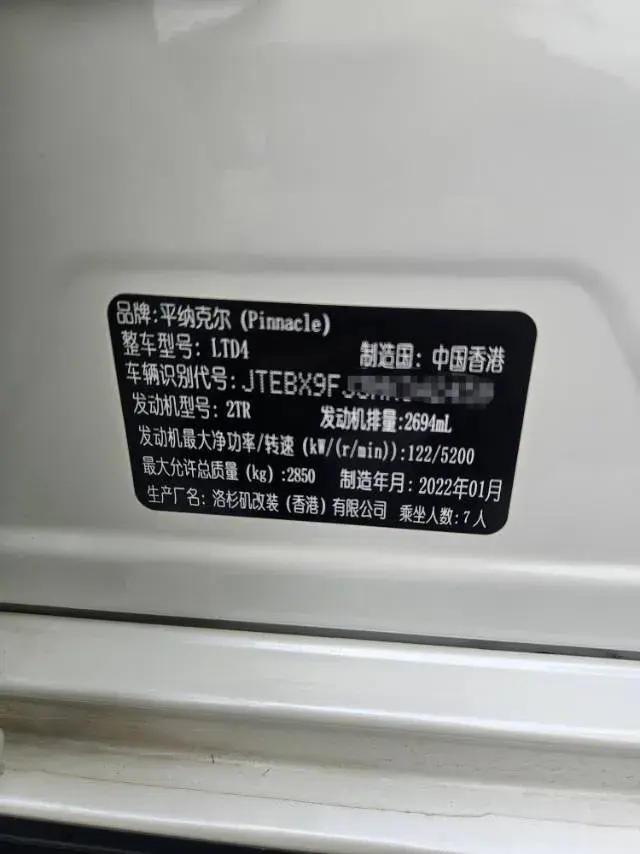 品牌:平纳克尔(Pinnacle)
整车型号: LTD4 制造国: 中国香港
车辆识别代号: JTEBX9FJ
发动机型号: 2TR 发动机排量:2694mL
发动机最大净功率/转速 (kW/(r/min)):122/5200
最大允许总质量 (kg):2850 制造年月: 2022年01月
生产厂名: 洛杉矶改装 (香港) 有限公司 乘坐人数:7人